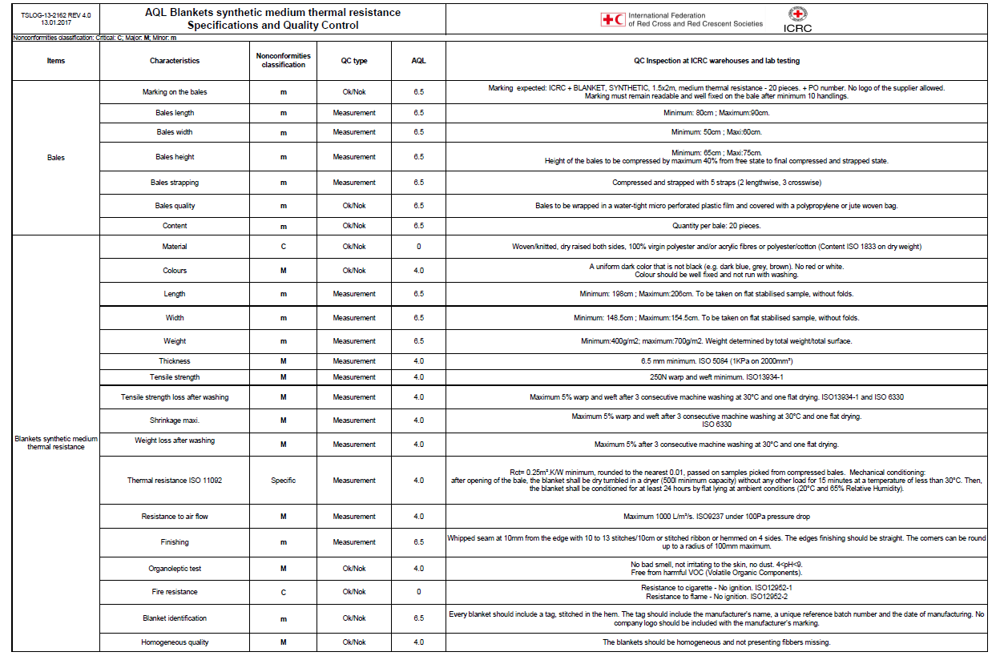 TSLOG-13-2162 REV 4.0
13.01.2017
AQL Blankets synthetic medium thermal resistance
Specifications and Quality Control
International Federation
of Red Cross and Red Crescent Societies
ICRC
Nonconformities classification: Critical: C; Major: M; Minor: m
Items
Characteristics
Nonconformities
classification
QC type
AQL
QC Inspection at ICRC warehouses and lab testing
Bales
Marking on the bales
m
Ok/Nok
6.5
Marking expected: ICRC + BLANKET, SYNTHETIC, 1.5x2m, medium thermal resistance - 20 pieces. + PO number. No logo of the supplier allowed.
Marking must remain readable and well fixed on the bale after minimum 10 handlings.
Bales length
m
Measurement
6.5
Minimum: 80cm ; Maximum:90cm.
Bales width
m
Measurement
6.5
Minimum: 50cm ; Maxi:60cm.
Bales height
m
Measurement
6.5
Minimum: 65cm ; Maxi:75cm.
Height of the bales to be compressed by maximum 40% from free state to final compressed and strapped state.
Bales strapping
m
Measurement
6.5
Compressed and strapped with 5 straps (2 lengthwise, 3 crosswise)
Bales quality
m
Ok/Nok
6.5
Bales to be wrapped in a water-tight micro perforated plastic film and covered with a polypropylene or jute woven bag.
Content
m
Ok/Nok
6.5
Quantity per bale: 20 pieces.
Blankets synthetic medium
thermal resistance
Material
C
Ok/Nok
0
Woven/knitted, dry raised both sides, 100% virgin polyester and/or acrylic fibres or polyester/cotton (Content ISO 1833 on dry weight)
Colours
M
Ok/Nok
4.0
A uniform dark color that is not black (e.g. dark blue, grey, brown). No red or white.
Colour should be well fixed and not run with washing.
Length
m
Measurement
6.5
Minimum: 198cm ; Maximum:206cm. To be taken on flat stabilised sample, without folds.
Width
m
Measurement
6.5
Minimum: 148.5cm ; Maximum:154.5cm. To be taken on flat stabilised sample, without folds.
Weight
m
Measurement
6.5
Minimum:400g/m2; maximum:700g/m2. Weight determined by total weight/total surface.
Thickness
M
Measurement
4.0
6.5 mm minimum. ISO 5084 (1KPa on 2000mm²)
Tensile strength
M
Measurement
4.0
250N warp and weft minimum. ISO13934-1
Tensile strength loss after washing
M
Measurement
4.0
Maximum 5% warp and weft after 3 consecutive machine washing at 30°C and one flat drying. ISO13934-1 and ISO 6330
Shrinkage maxi.
M
Measurement
4.0
Maximum 5% warp and weft after 3 consecutive machine washing at 30°C and one flat drying.
ISO 6330
Weight loss after washing
M
Measurement
4.0
Maximum 5% after 3 consecutive machine washing at 30°C and one flat drying.
Thermal resistance ISO 11092
Specific
Measurement
4.0
Rct= 0.25m².K/W minimum, rounded to the nearest 0.01, passed on samples picked from compressed bales. Mechanical conditioning:
after opening of the bale, the blanket shall be dry tumbled in a dryer (500l minimum capacity) without any other load for 15 minutes at a temperature of less than 30°C. Then,
the blanket shall be conditioned for at least 24 hours by flat lying at ambient conditions (20°C and 65% Relative Humidity).
Resistance to air flow
M
Measurement
4.0
Maximum 1000 L/m²/s. ISO9237 under 100Pa pressure drop
Finishing
m
Measurement
6.5
Whipped seam at 10mm from the edge with 10 to 13 stitches/10cm or stitched ribbon or hemmed on 4 sides. The edges finishing should be straight. The corners can be round
up to a radius of 100mm maximum.
Organoleptic test
M
Ok/Nok
4.0
No bad smell, not irritating to the skin, no dust. 4<pH<9.
Free from harmful VOC (Volatile Organic Components).
Fire resistance
C
Ok/Nok
0
Resistance to cigarette - No ignition. ISO12952-1
Resistance to flame - No ignition. ISO12952-2
Blanket identification
m
Ok/Nok
6.5
Every blanket should include a tag, stitched in the hem. The tag should include the manufacturer's name, a unique reference batch number and the date of manufacturing. No
company logo should be included with the manufacturer's marking.
Homogeneous quality
M
Ok/Nok
4.0
The blankets should be homogeneous and not presenting fibbers missing.